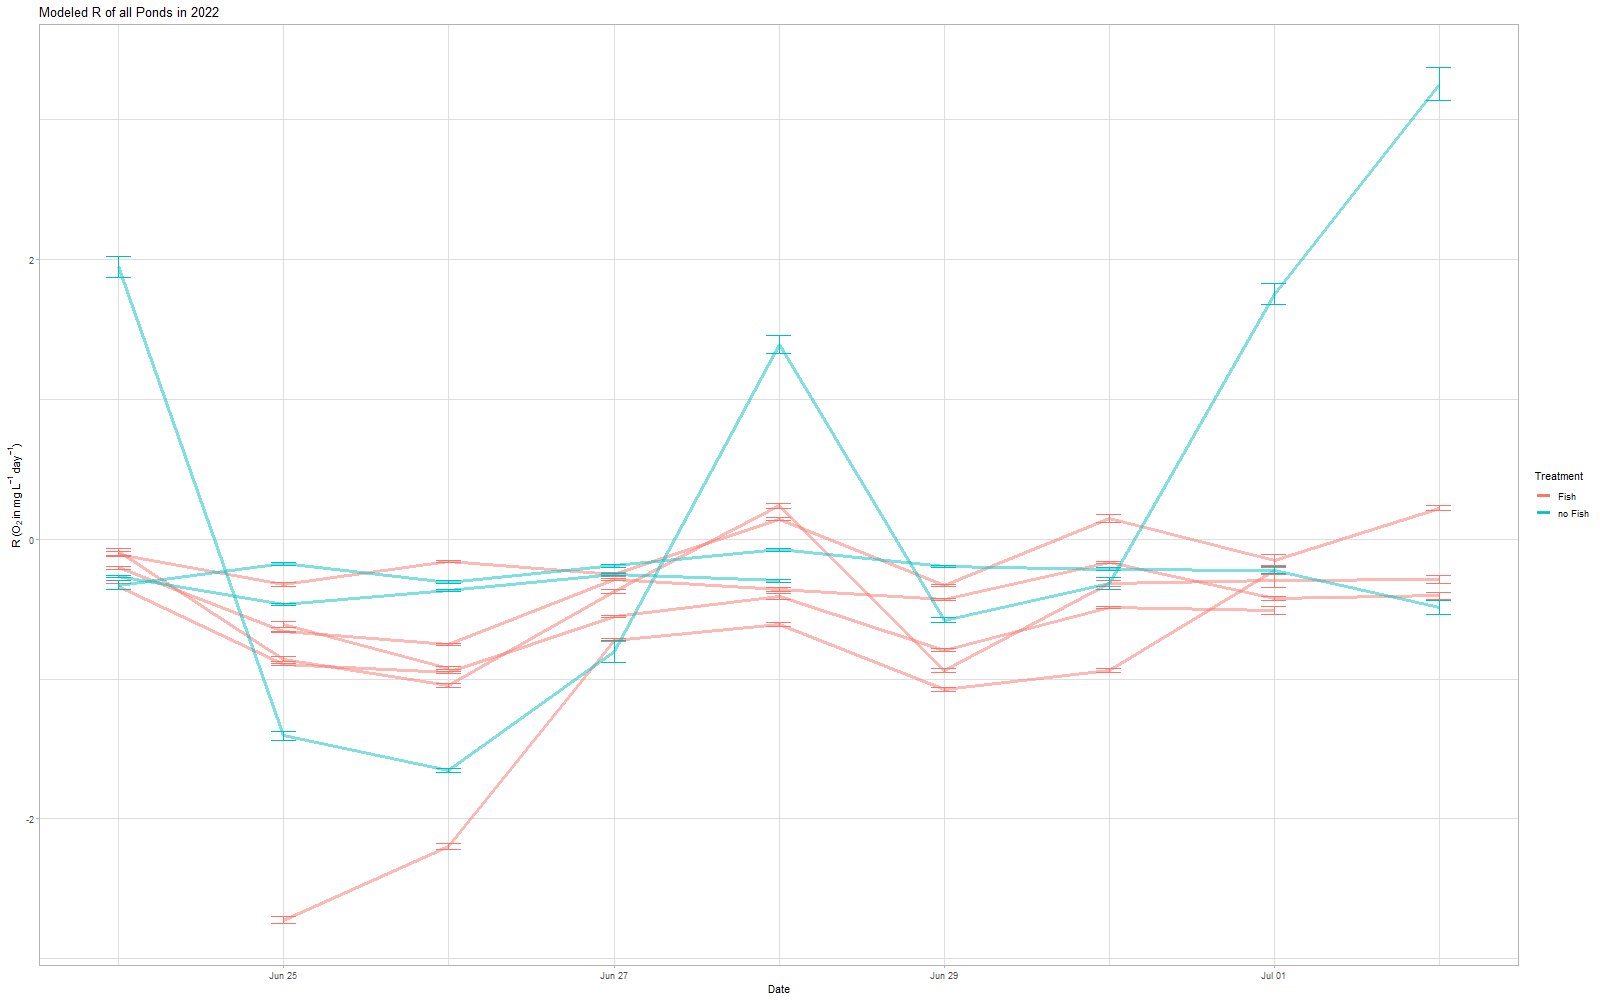 Modeled R of all Ponds in 2022
R (O₂ in mg L⁻¹ day⁻¹)
2
0
-2
Jun 25
Jun 27
Jun 29
Jul 01
Date
Treatment
Fish
no Fish